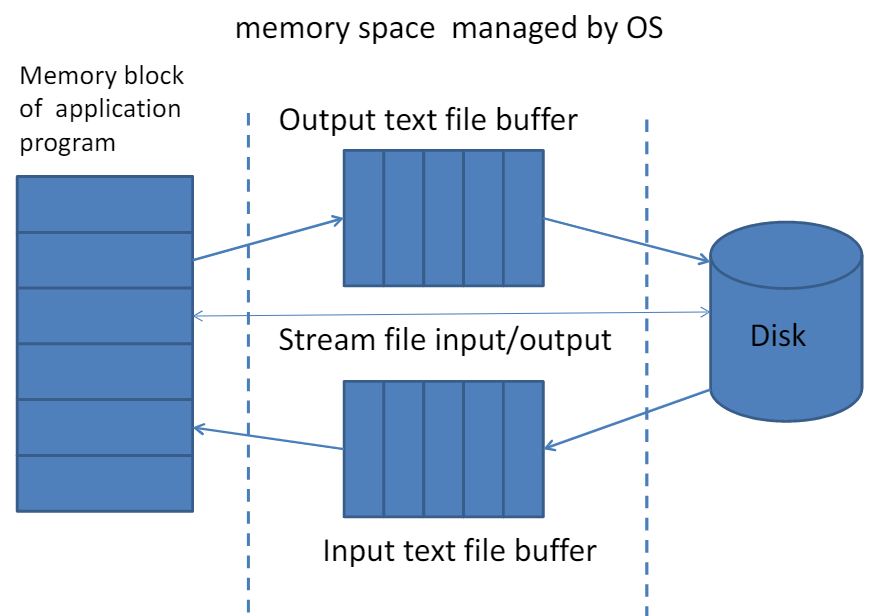 memory space managed by OS
Memory block
of application
program
Output text file buffer
Stream file input/output
Disk
Input text file buffer